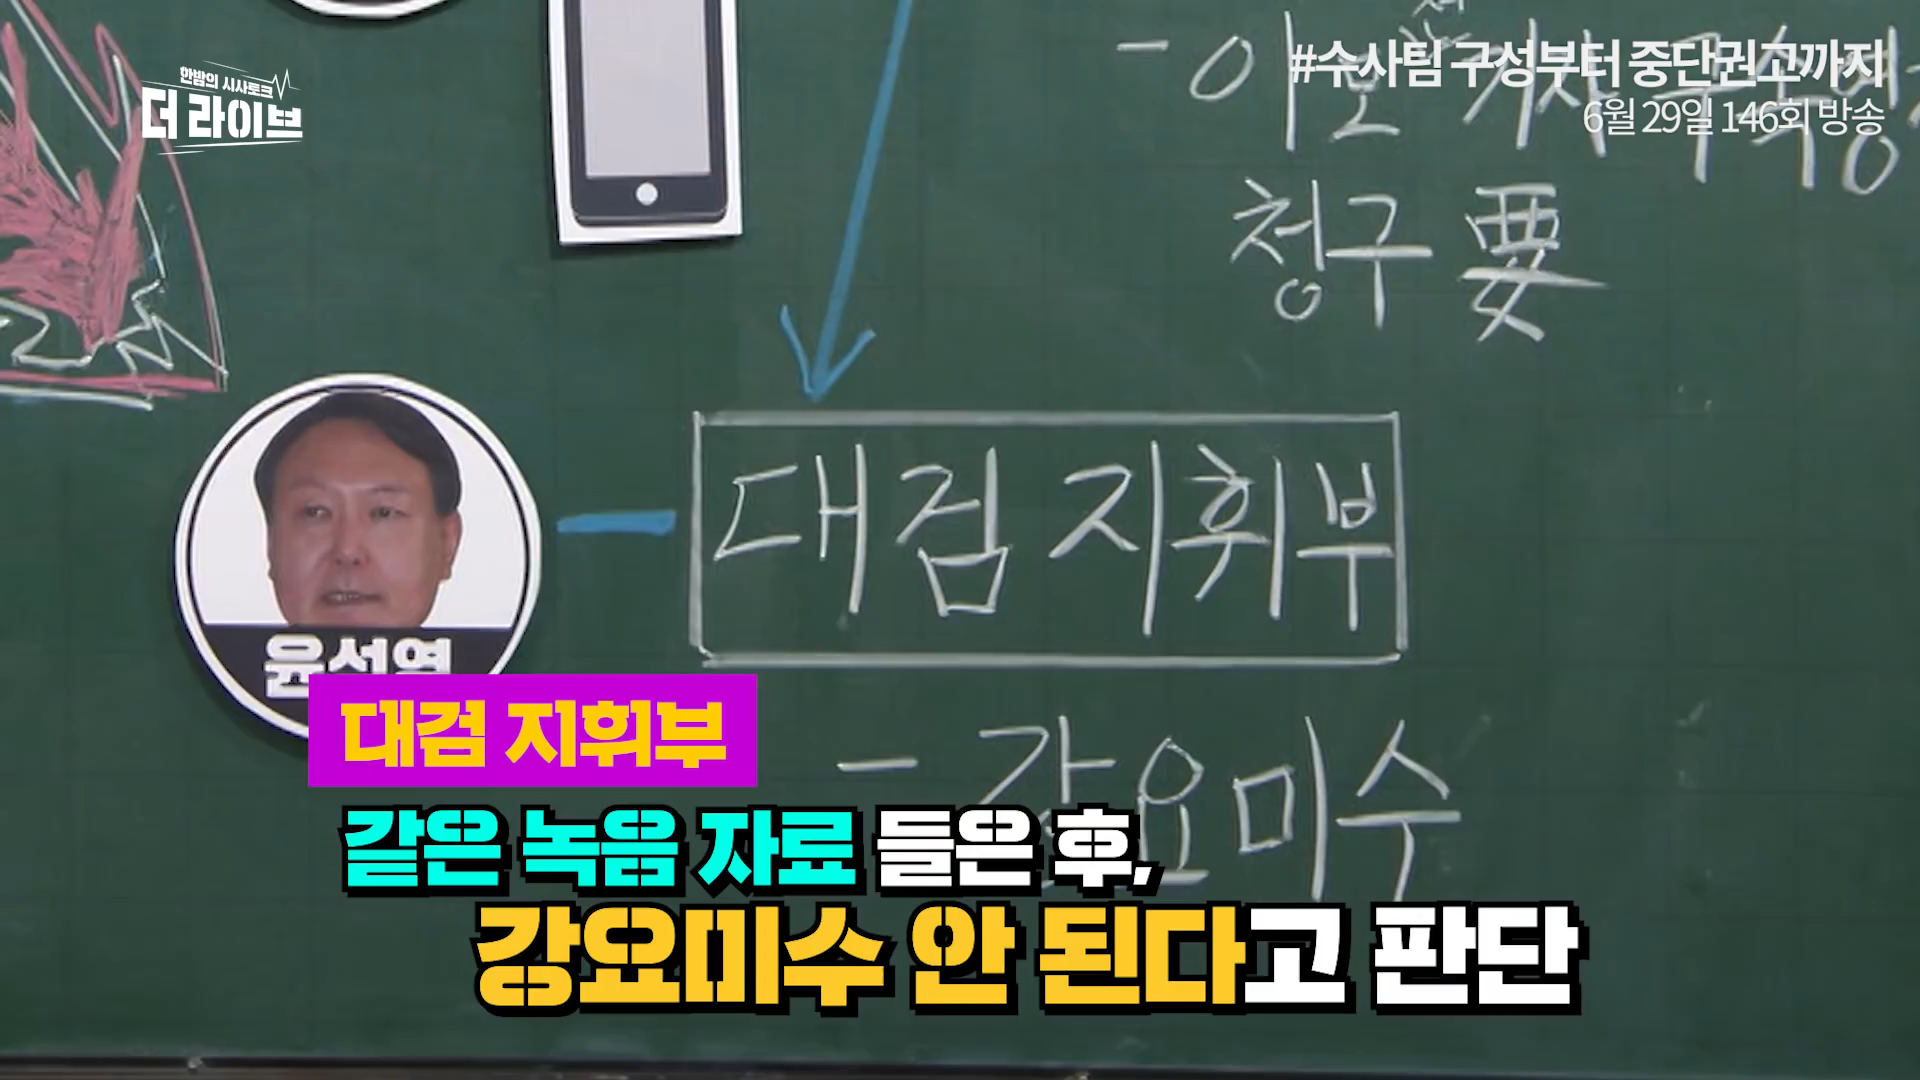 한밤의 시사토크
더 라이브
#수사팀 구성부터 중단권고까지
6월 29일 146회 방송
청구 要
대검 지휘부
윤석열
- 강요미수
대검 지휘부
같은 녹음 자료 들은 후,
강요미수 안 된다고 판단